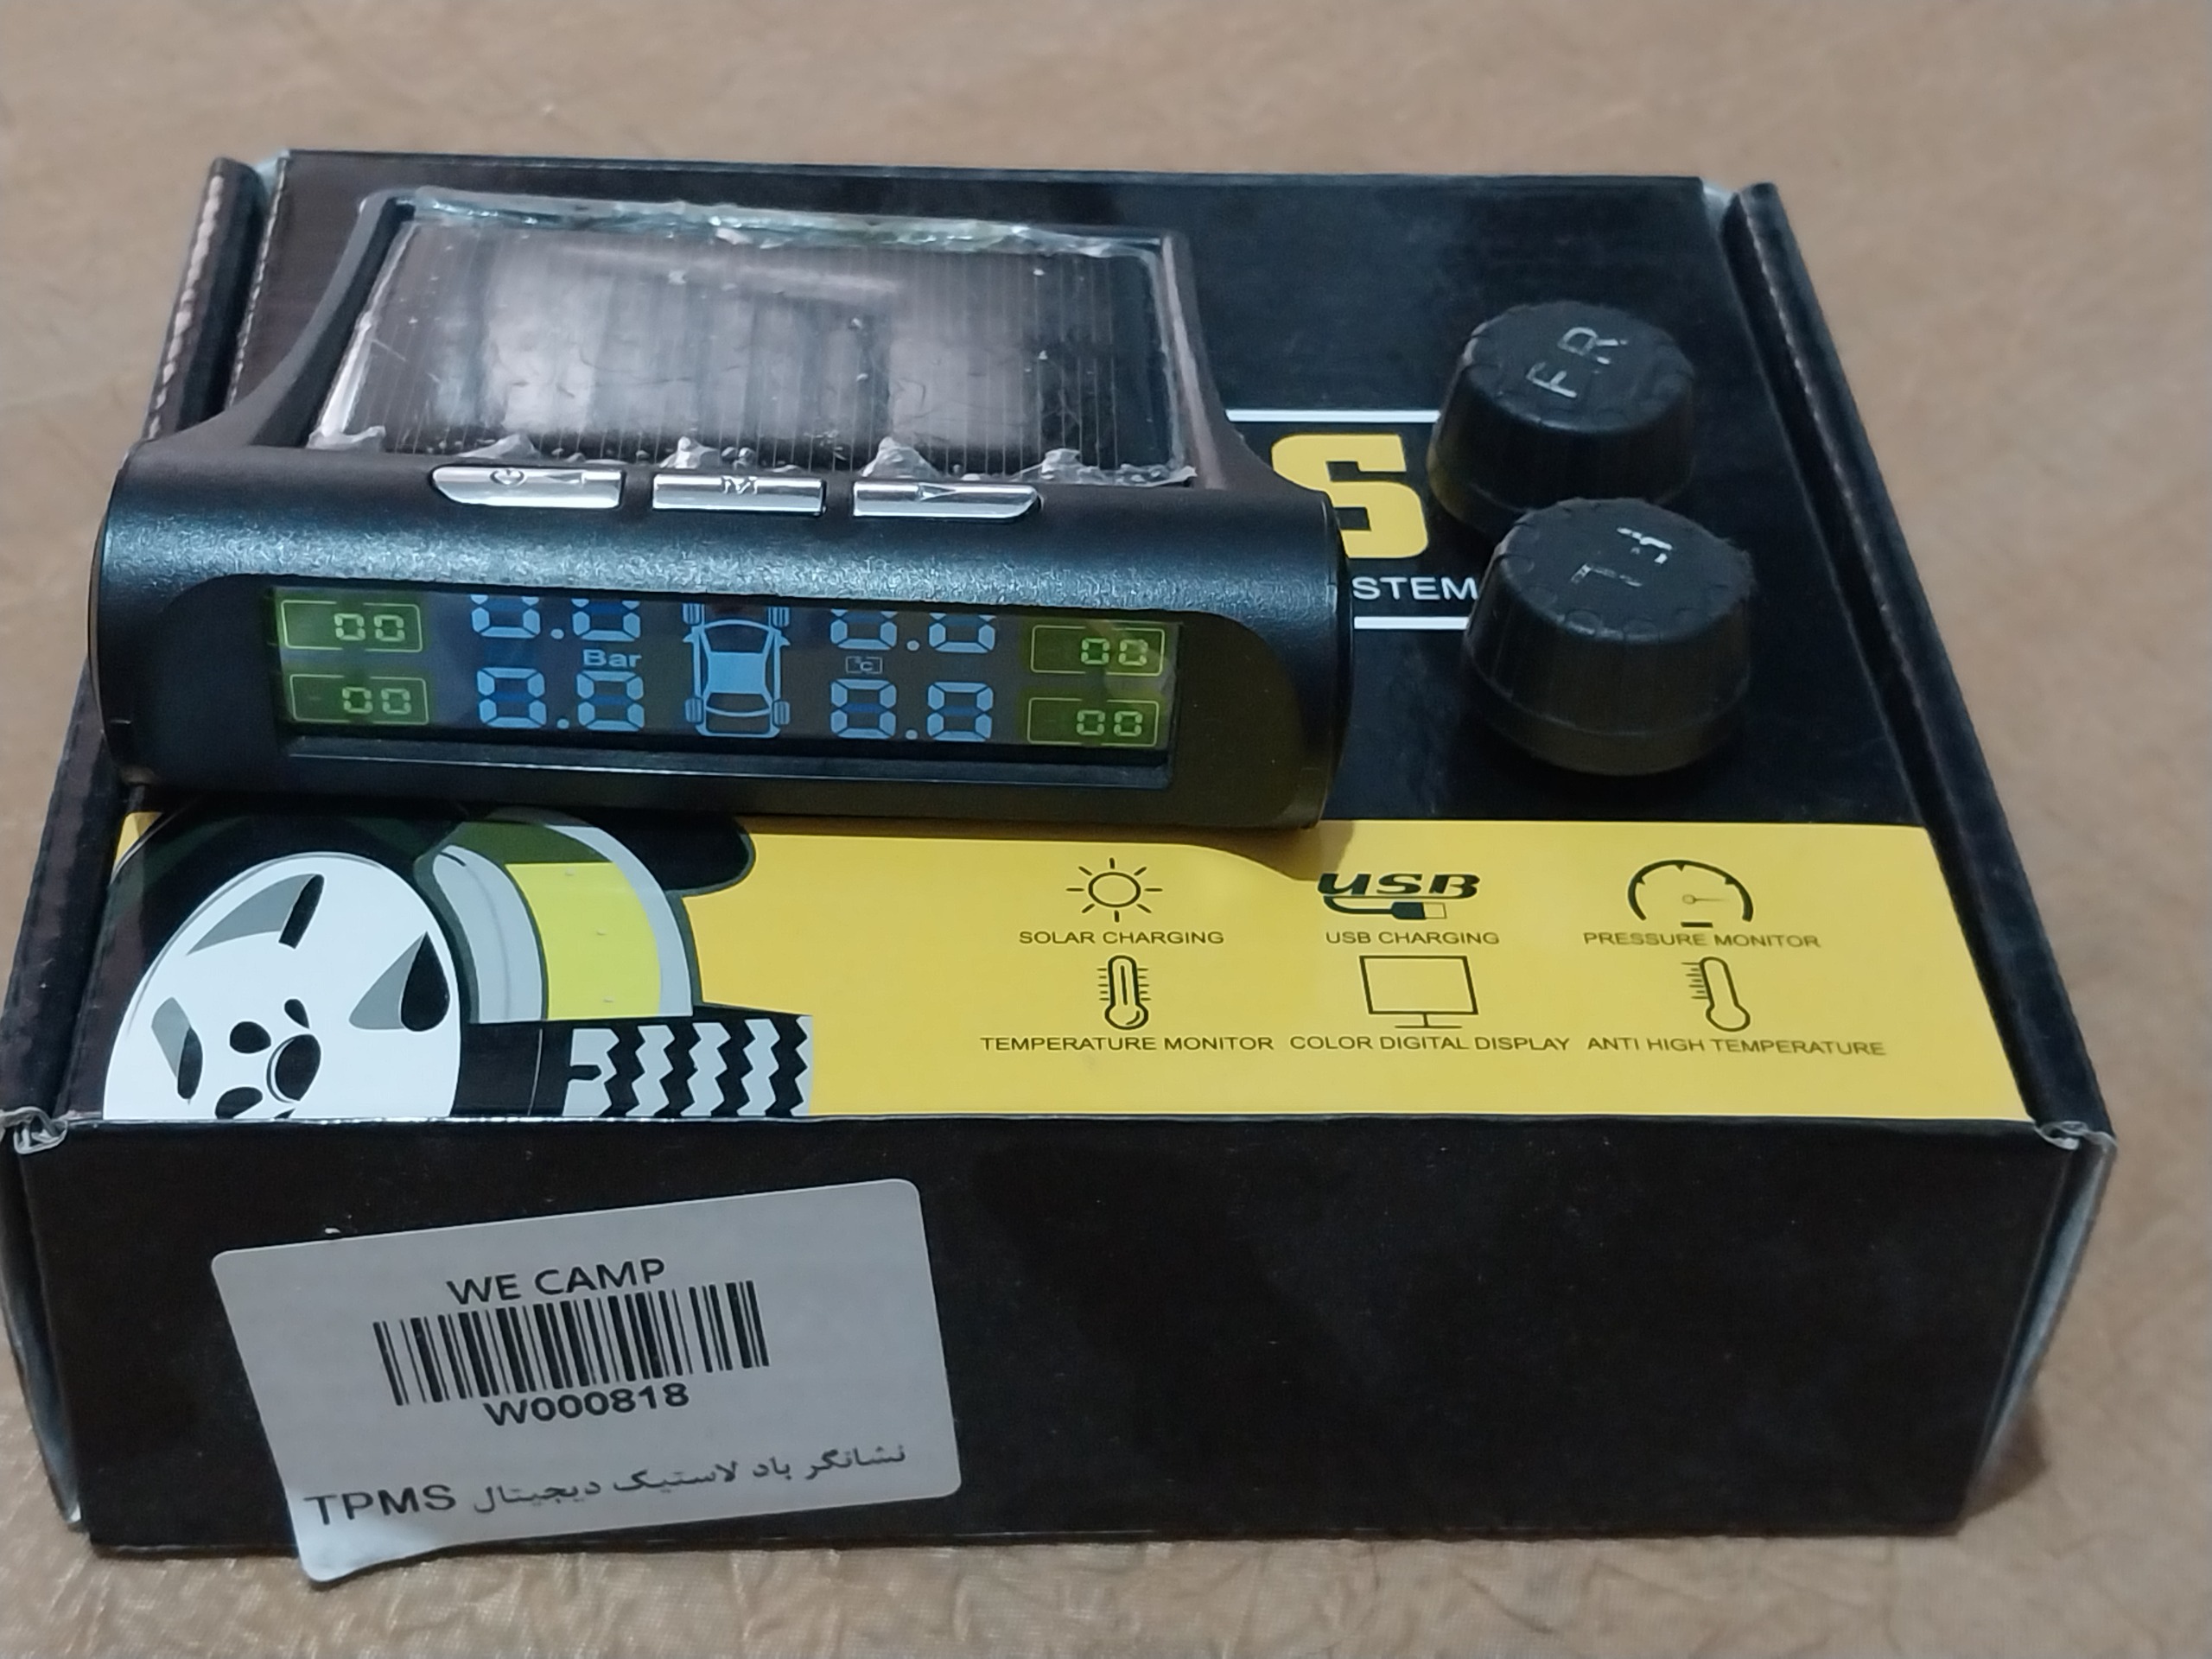 FR
S
STEM
00
0.0
0.0
00
Bar
°C
00
0.0
0.0
00
USB
SOLAR CHARGING
USB CHARGING
PRESSURE MONITOR
TEMPERATURE MONITOR
COLOR DIGITAL DISPLAY
ANTI HIGH TEMPERATURE
WE CAMP
W000818
نشانگر باد لاستیک دیجیتال TPMS